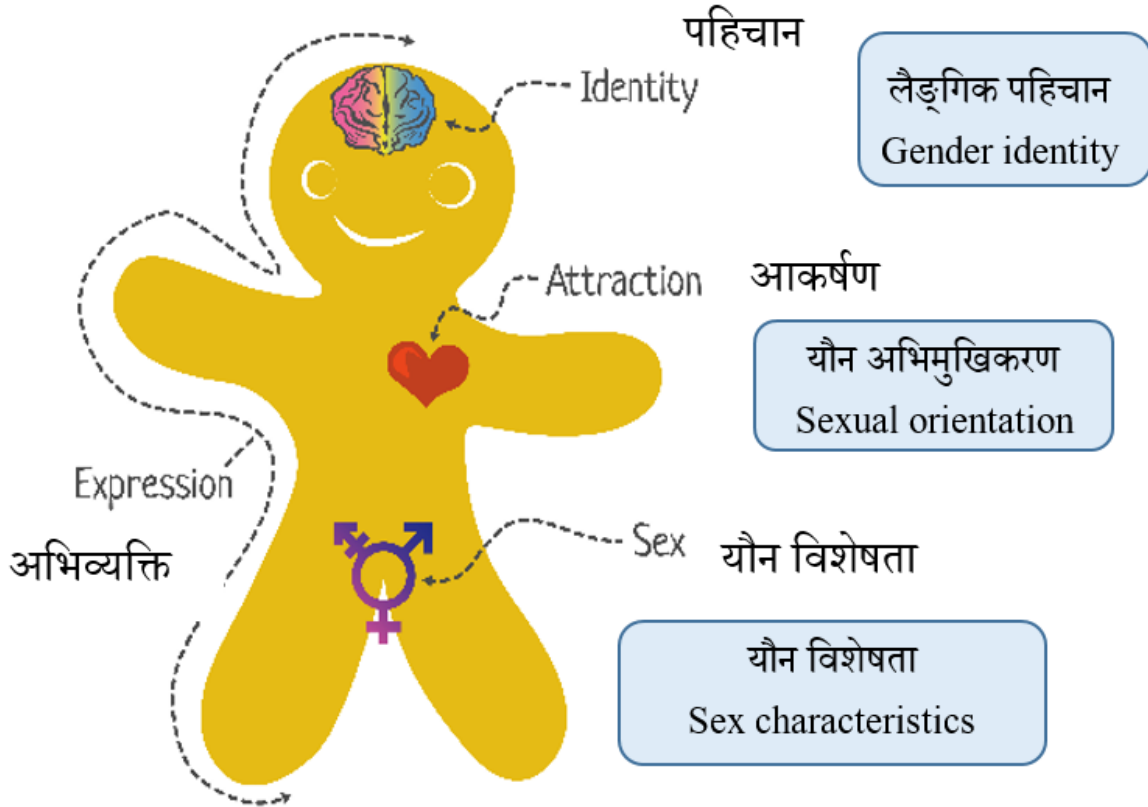 पहिचान
Identity
लैङ्गिक पहिचान
Gender identity
Attraction
आकर्षण
यौन अभिमुखिकरण
Sexual orientation
Expression
अभिव्यक्ति
Sex
यौन विशेषता
यौन विशेषता
Sex characteristics